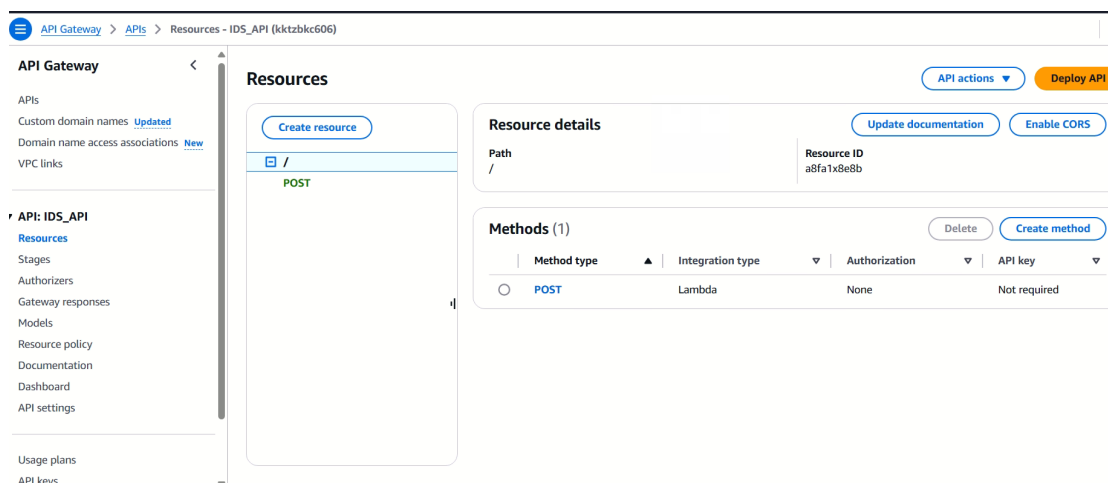 API Gateway > APIs > Resources - IDS_API (kktzbkc606)
API Gateway
APIs
Custom domain names Updated
Domain name access associations New
VPC links
API: IDS_API
Resources
Stages
Authorizers
Gateway responses
Models
Resource policy
Documentation
Dashboard
API settings
Usage plans
API keys
Resources
API actions
Deploy API
Create resource
/
POST
Resource details
Update documentation
Enable CORS
Path
/
Resource ID
a8fa1x8e8b
Methods (1)
Delete
Create method
Method type Integration type Authorization API key
POST Lambda None Not required